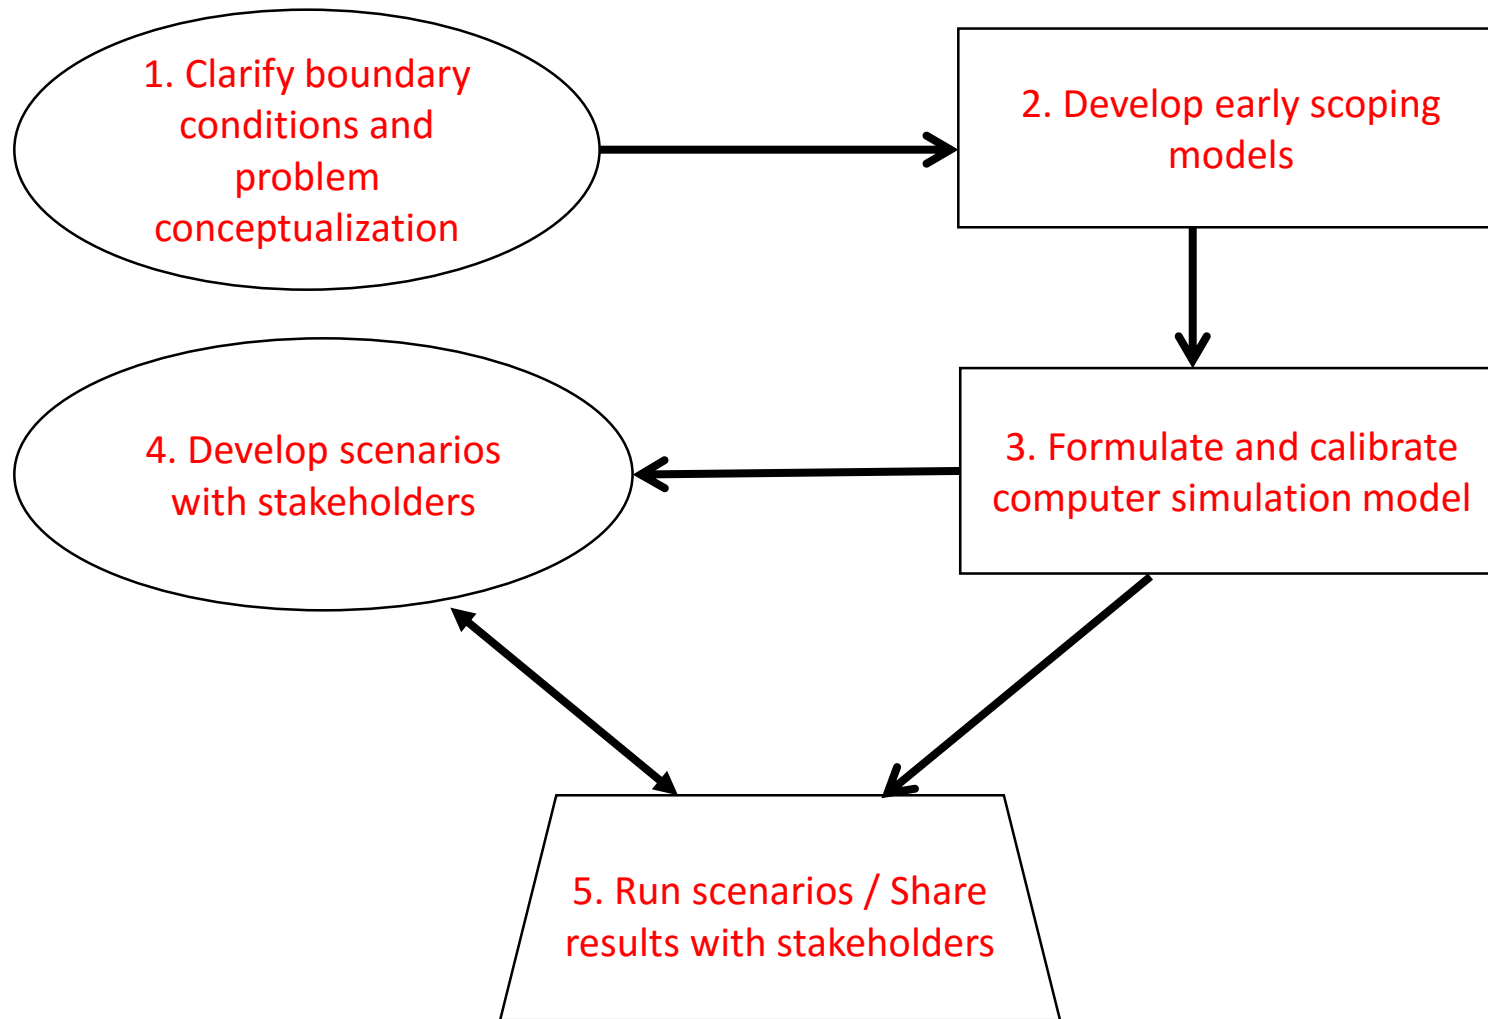 1. Clarify boundary
conditions and
problem
conceptualization
2. Develop early scoping
models
3. Formulate and calibrate
computer simulation model
4. Develop scenarios
with stakeholders
5. Run scenarios / Share
results with stakeholders